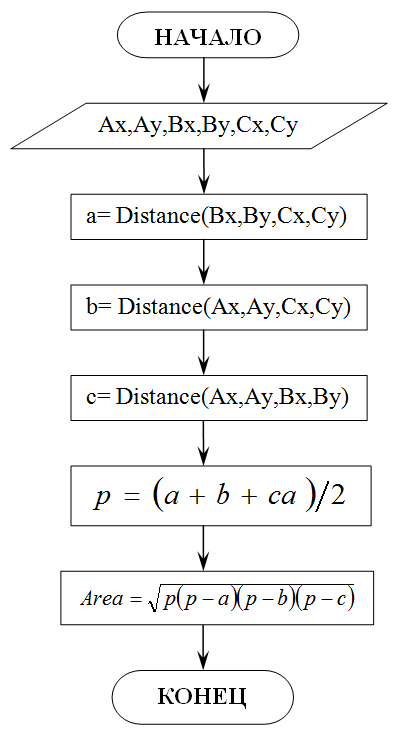 НАЧАЛО
Ax,Ay,Bx,By,Cx,Cy
a= Distance(Bx,By,Cx,Cy)
b= Distance(Ax,Ay,Cx,Cy)
c= Distance(Ax,Ay,Bx,By)
p = (a + b + ca )/2
Area = √p(p − a)(p − b)(p − c)
КОНЕЦ